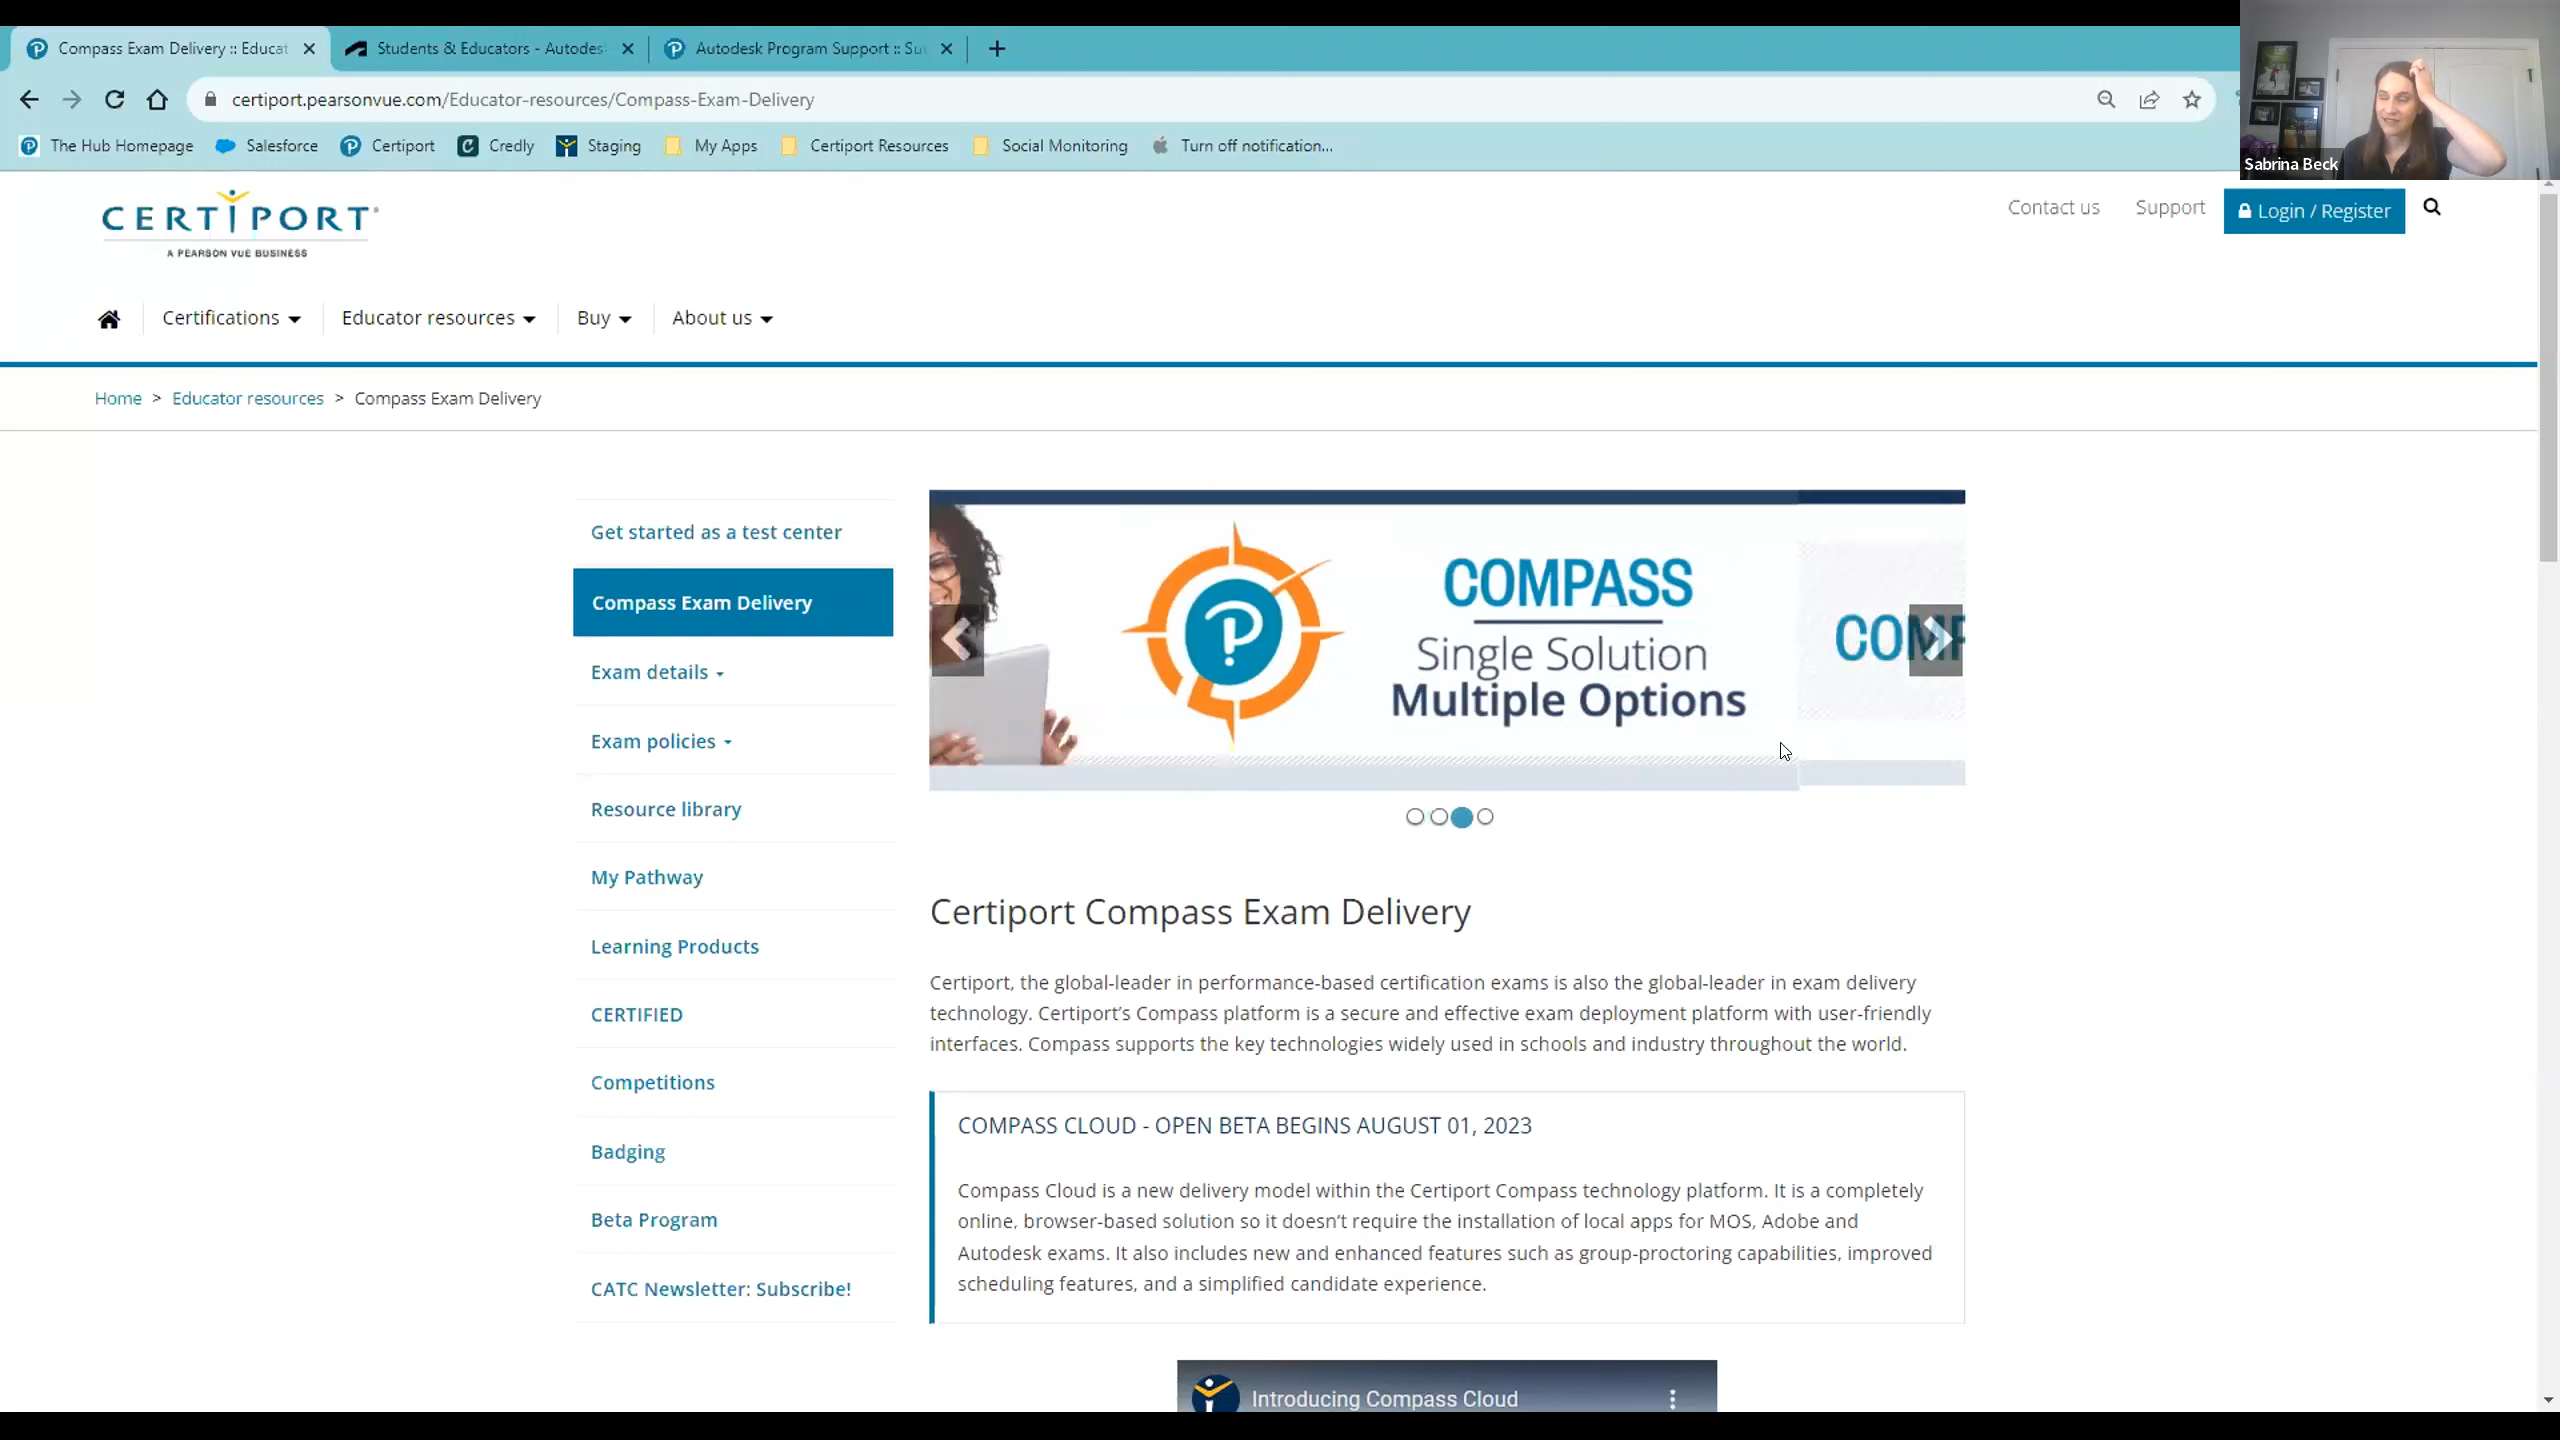 Compass Exam Delivery :: Educat
Students & Educators - Autodes
Autodesk Program Support :: Su
certiport.pearsonvue.com/Educator-resources/Compass-Exam-Delivery
The Hub Homepage Salesforce Certiport Credly Staging My Apps Certiport Resources Social Monitoring Turn off notification...
Sabrina Beck
CERTIPORT
A PEARSON VUE BUSINESS
Contact us Support Login / Register
Certifications Educator resources Buy About us
Home > Educator resources > Compass Exam Delivery
Get started as a test center
Compass Exam Delivery
Exam details
Exam policies
Resource library
My Pathway
Learning Products
CERTIFIED
Competitions
Badging
Beta Program
CATC Newsletter: Subscribe!
COMPASS
Single Solution
Multiple Options
COMP
Certiport Compass Exam Delivery
Certiport, the global-leader in performance-based certification exams is also the global-leader in exam delivery
technology. Certiport’s Compass platform is a secure and effective exam deployment platform with user-friendly
interfaces. Compass supports the key technologies widely used in schools and industry throughout the world.
COMPASS CLOUD - OPEN BETA BEGINS AUGUST 01, 2023
Compass Cloud is a new delivery model within the Certiport Compass technology platform. It is a completely
online, browser-based solution so it doesn’t require the installation of local apps for MOS, Adobe and
Autodesk exams. It also includes new and enhanced features such as group-proctoring capabilities, improved
scheduling features, and a simplified candidate experience.
Introducing Compass Cloud